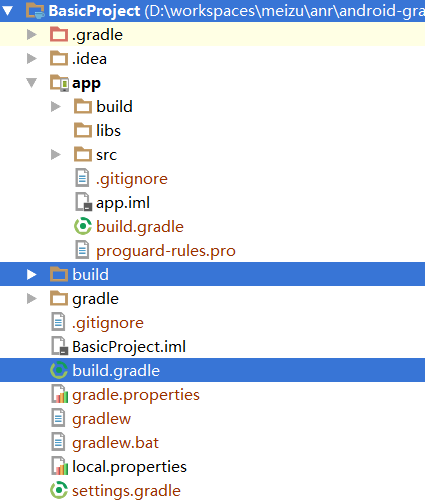 BasicProject (D:\workspaces\meizu\anr\android-gra
.gradle
.idea
app
build
libs
src
.gitignore
app.iml
build.gradle
proguard-rules.pro
build
gradle
.gitignore
BasicProject.iml
build.gradle
gradle.properties
gradlew
gradlew.bat
local.properties
settings.gradle